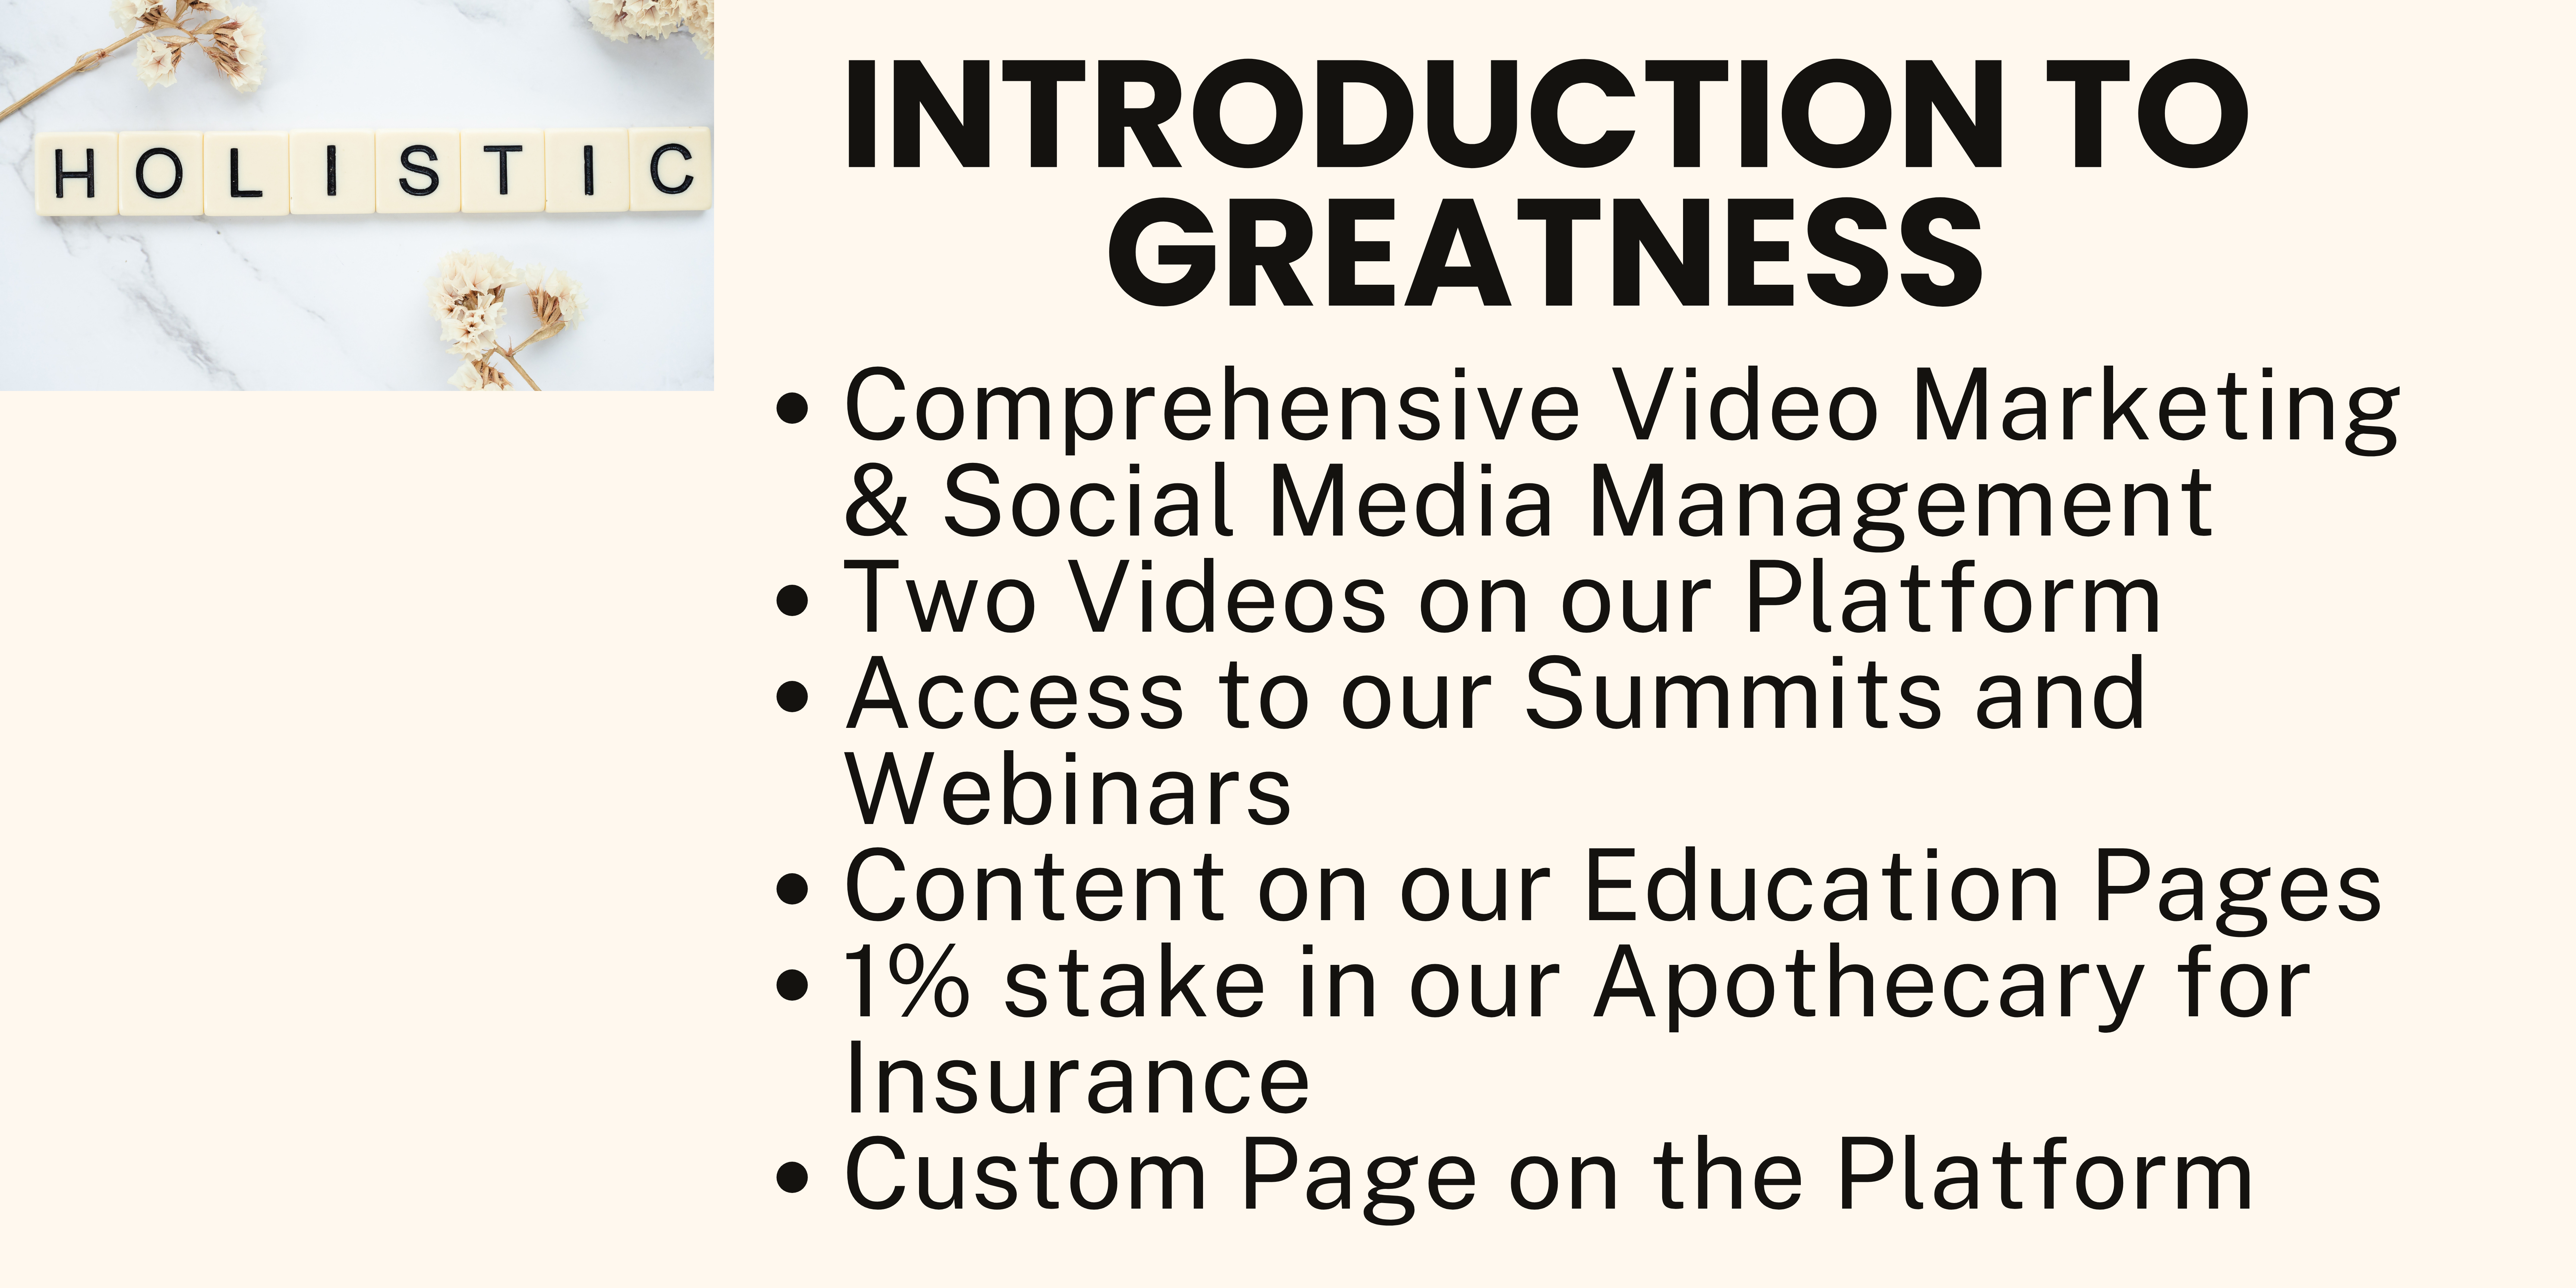 HOLISTIC
INTRODUCTION TO
GREATNESS
• Comprehensive Video Marketing
& Social Media Management
• Two Videos on our Platform
• Access to our Summits and
Webinars
• Content on our Education Pages
• 1% stake in our Apothecary for
Insurance
• Custom Page on the Platform